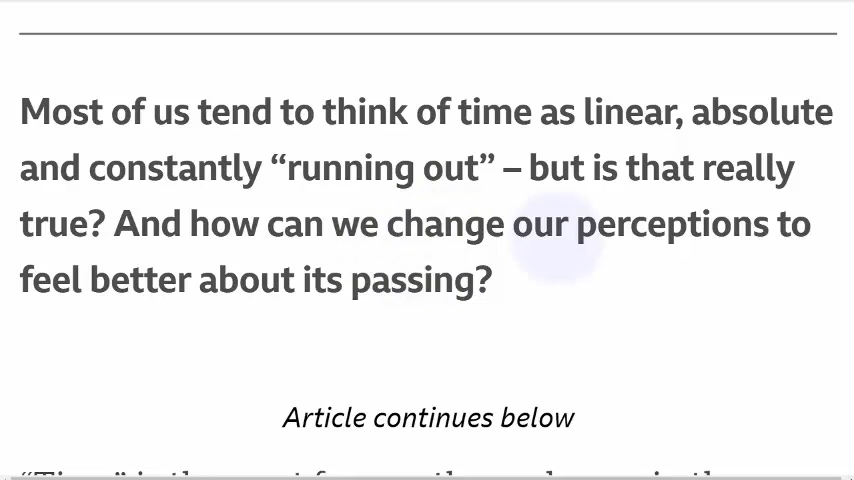 Most of us tend to think of time as linear, absolute
and constantly “running out” – but is that really
true? And how can we change our perceptions to
feel better about its passing?
Article continues below